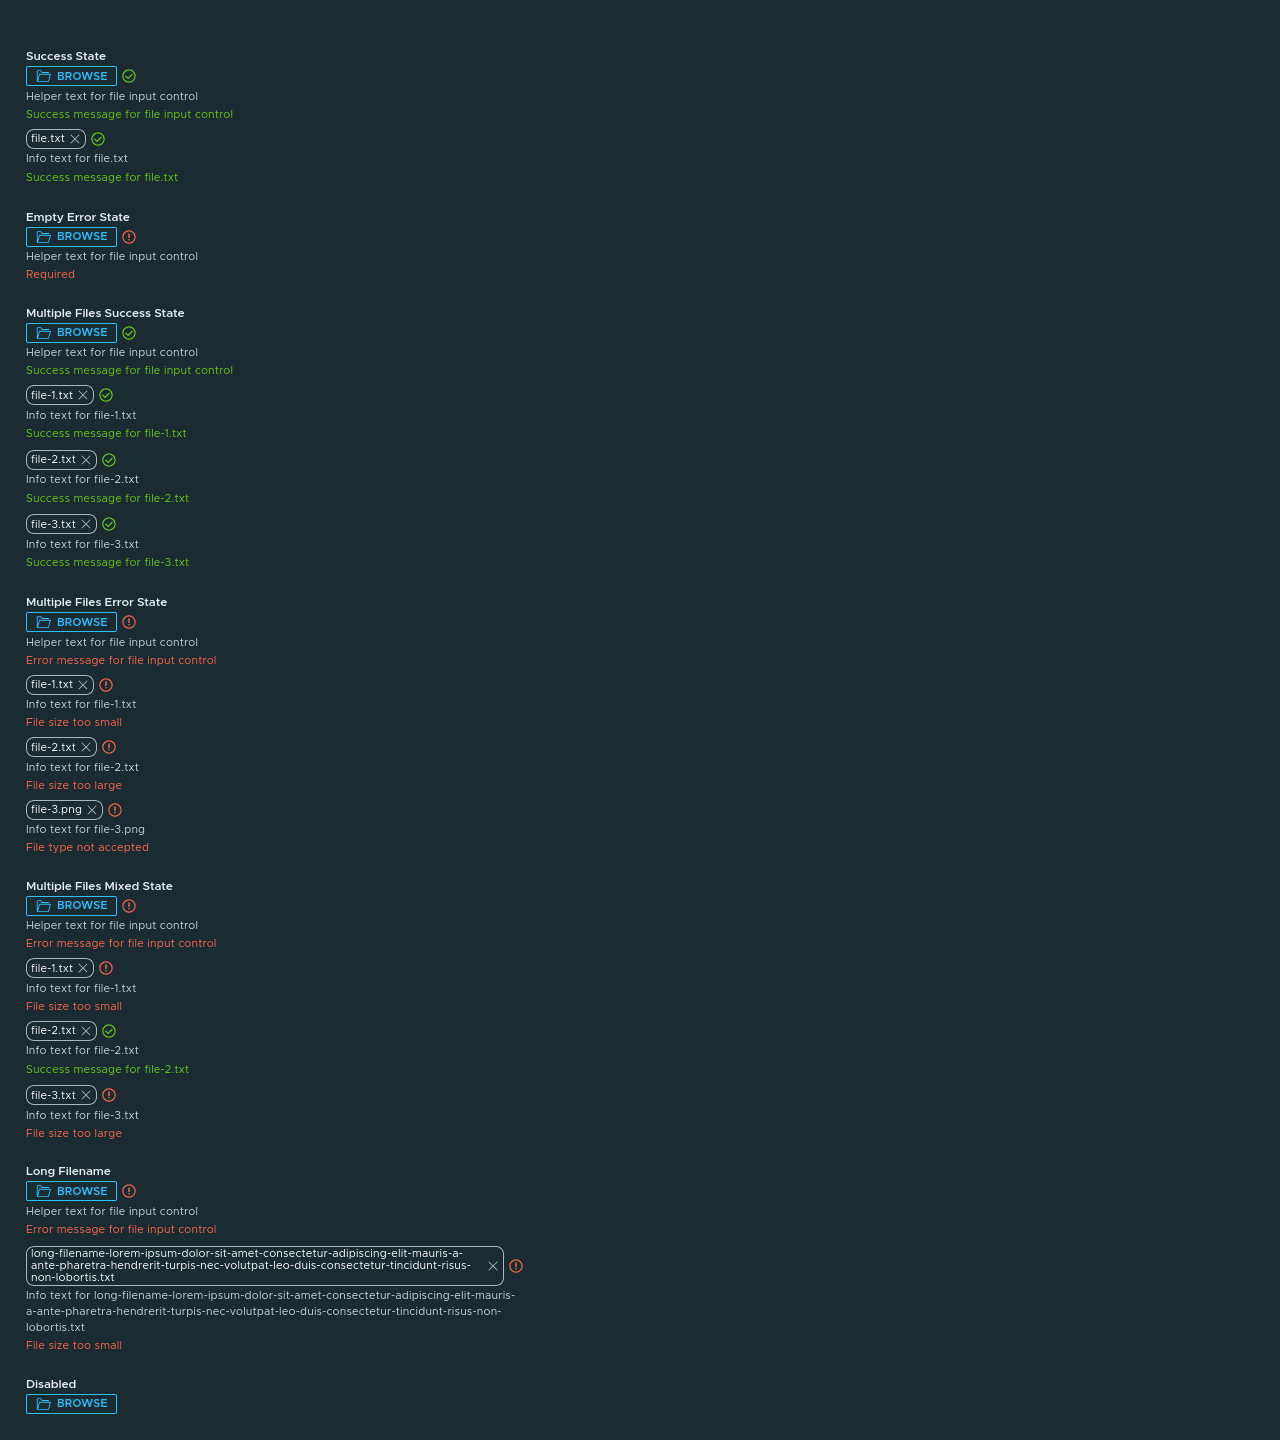 Success State
BROWSE
Helper text for file input control
Success message for file input control
file.txt
Info text for file.txt
Success message for file.txt
Empty Error State
BROWSE
Helper text for file input control
Required
Multiple Files Success State
BROWSE
Helper text for file input control
Success message for file input control
file-1.txt
Info text for file-1.txt
Success message for file-1.txt
file-2.txt
Info text for file-2.txt
Success message for file-2.txt
file-3.txt
Info text for file-3.txt
Success message for file-3.txt
Multiple Files Error State
BROWSE
Helper text for file input control
Error message for file input control
file-1.txt
Info text for file-1.txt
File size too small
file-2.txt
Info text for file-2.txt
File size too large
file-3.png
Info text for file-3.png
File type not accepted
Multiple Files Mixed State
BROWSE
Helper text for file input control
Error message for file input control
file-1.txt
Info text for file-1.txt
File size too small
file-2.txt
Info text for file-2.txt
Success message for file-2.txt
file-3.txt
Info text for file-3.txt
File size too large
Long Filename
BROWSE
Helper text for file input control
Error message for file input control
long-filename-lorem-ipsum-dolor-sit-amet-consectetur-adipiscing-elit-mauris-a-
ante-pharetra-hendrerit-turpis-nec-volutpat-leo-duis-consectetur-tincidunt-risus-
non-lobortis.txt
Info text for long-filename-lorem-ipsum-dolor-sit-amet-consectetur-adipiscing-elit-mauris-
a-ante-pharetra-hendrerit-turpis-nec-volutpat-leo-duis-consectetur-tincidunt-risus-non-
lobortis.txt
File size too small
Disabled
BROWSE